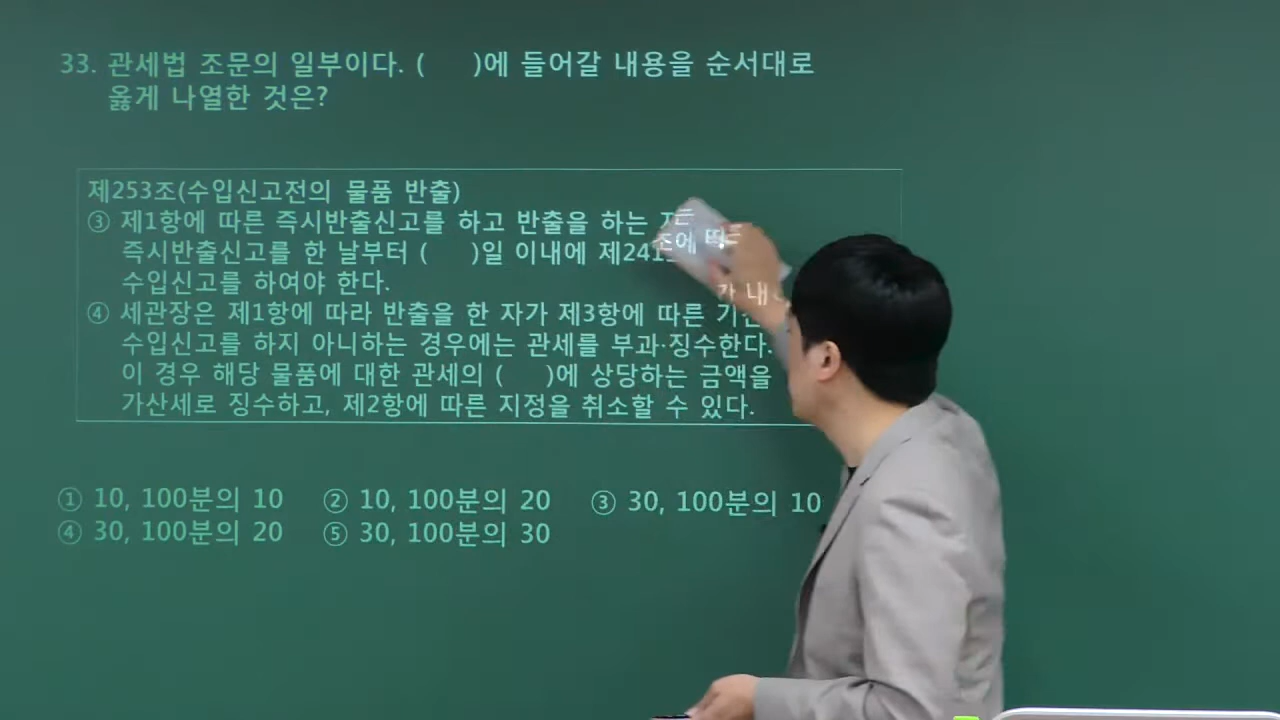 33. 관세법 조문의 일부이다. (    )에 들어갈 내용을 순서대로
옳게 나열한 것은?
제253조(수입신고전의 물품 반출)
③ 제1항에 따른 즉시반출신고를 하고 반출을 하는
즉시반출신고를 한 날부터 (    )일 이내에 제241조에 따른
수입신고를 하여야 한다.
④ 세관장은 제1항에 따라 반출을 한 자가 제3항에 따른 내
수입신고를 하지 아니하는 경우에는 관세를 부과·징수한다.
이 경우 해당 물품에 대한 관세의 (    )에 상당하는 금액을
가산세로 징수하고, 제2항에 따른 지정을 취소할 수 있다.
① 10, 100분의 10 ② 10, 100분의 20 ③ 30, 100분의 10
④ 30, 100분의 20 ⑤ 30, 100분의 30